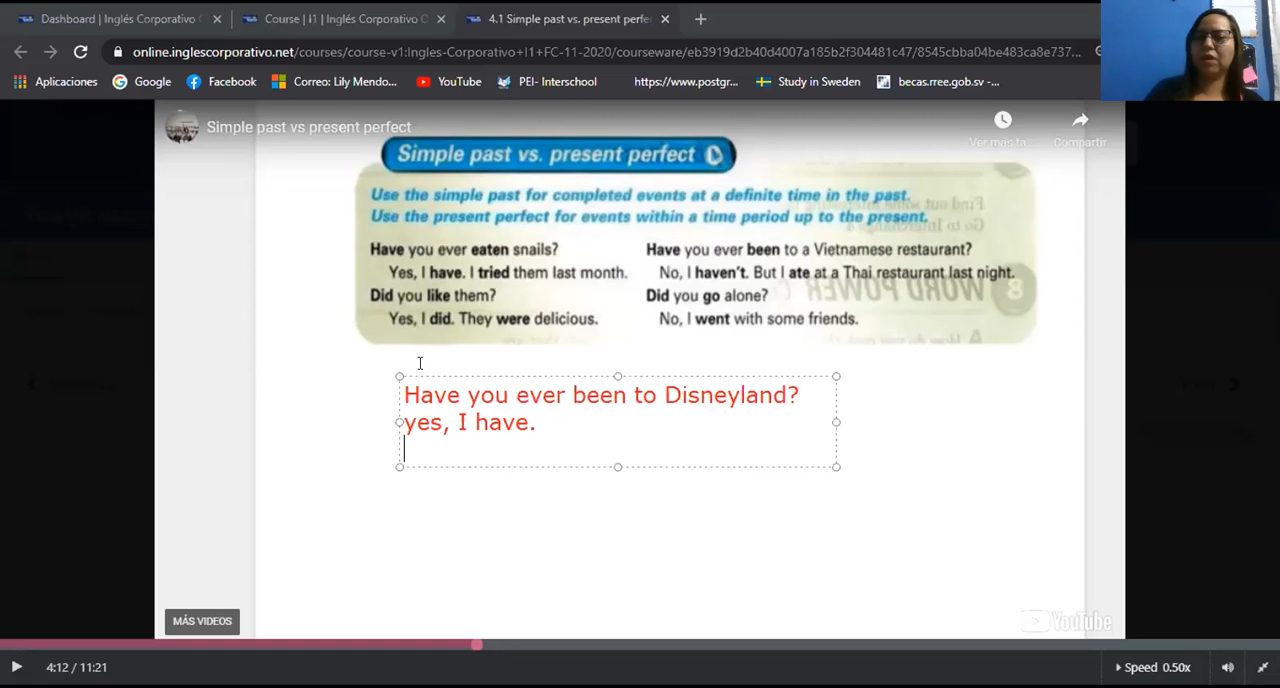 Dashboard | Inglés Corporativo
Course | i1 | Inglés Corporativo
4.1 Simple past vs. present perfe
online.inglescorporativo.net/courses/course-v1:Ingles-Corporativo+I1+FC-11-2020/courseware/eb3919d2b40d4007a185b2f304481c47/8545cbba04be483ca8e737...
Aplicaciones
Google
Facebook
Correo: Lily Mendo...
YouTube
PEI- Interschool
https://www.postgr...
Study in Sweden
becas.rree.gob.sv -...
Simple past vs present perfect
Ver más ta...
Compartir
Simple past vs. present perfect
Use the simple past for completed events at a definite time in the past.
Use the present perfect for events within a time period up to the present.
Have you ever eaten snails?
Yes, I have. I tried them last month.
Did you like them?
Yes, I did. They were delicious.
Have you ever been to a Vietnamese restaurant?
No, I haven't. But I ate at a Thai restaurant last night.
Did you go alone?
No, I went with some friends.
WORD POWER
8
Have you ever been to Disneyland?
yes, I have.
MÁS VIDEOS
YouTube
4:12 / 11:21
Speed 0.50x